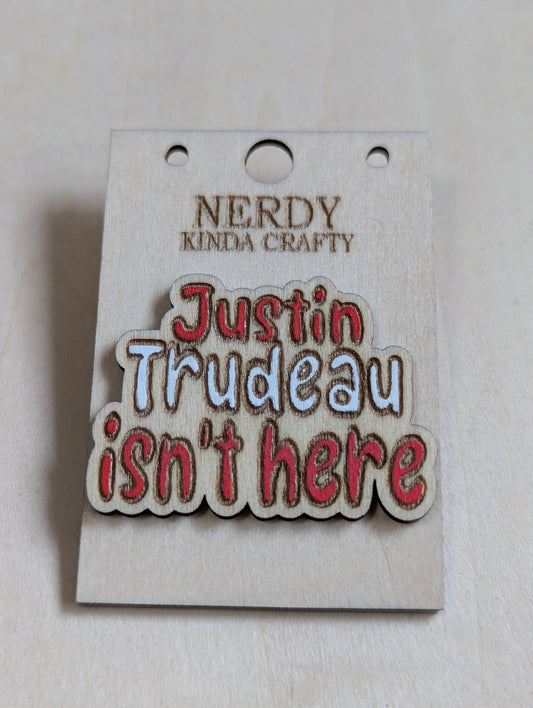 NERDY
KINDA CRAFTY
Justin
Trudeau
isn't here